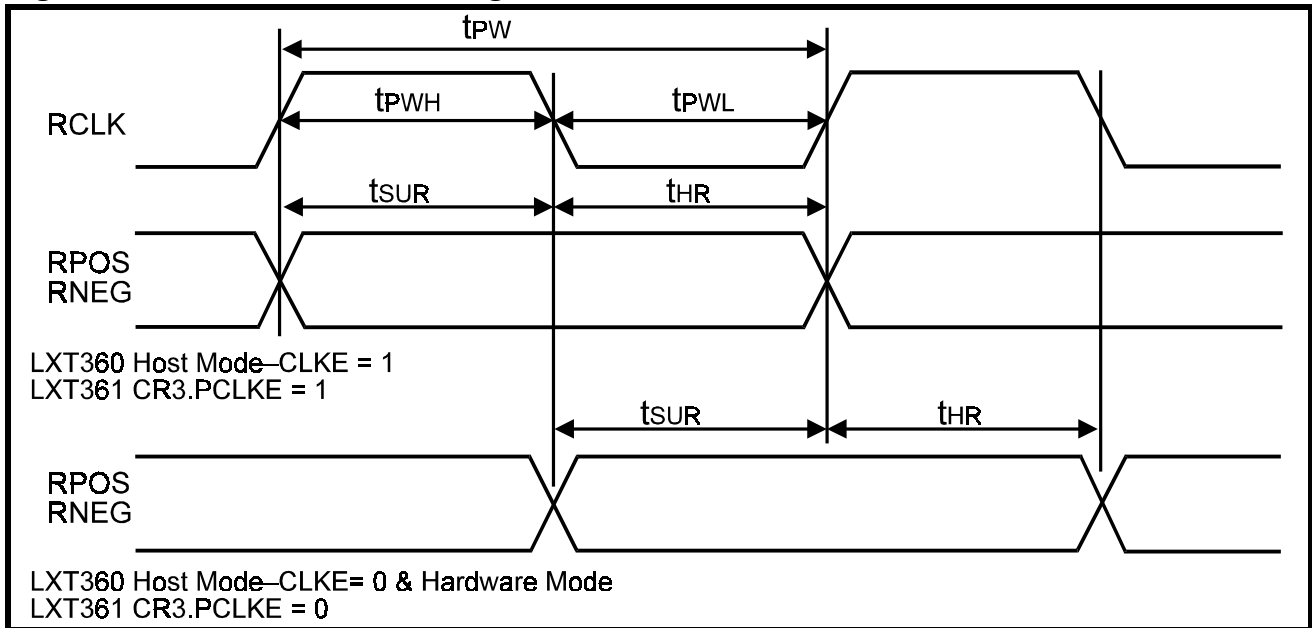 tPW
tPWH tPWL
RCLK
tSUR tHR
RPOS
RNEG
LXT360 Host Mode–CLKE = 1
LXT361 CR3.PCLKE = 1
tSUR tHR
RPOS
RNEG
LXT360 Host Mode–CLKE= 0 & Hardware Mode
LXT361 CR3.PCLKE = 0